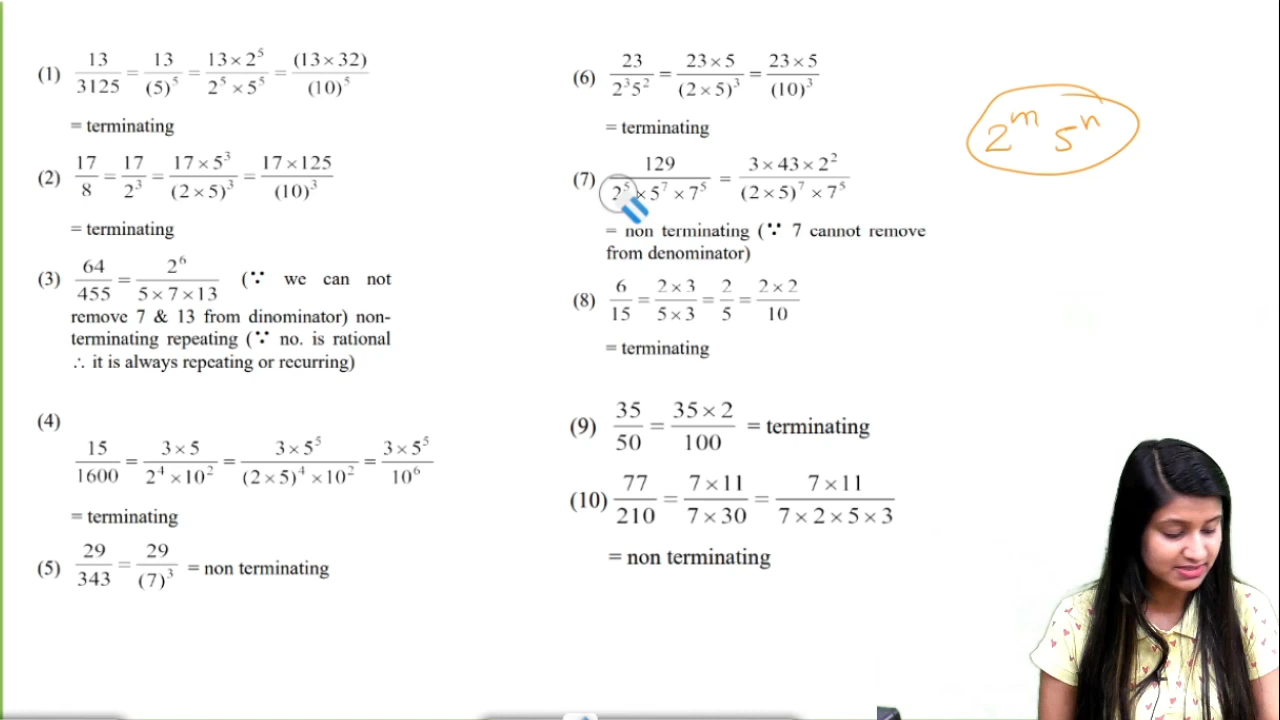 (1) 13/3125 = 13/(5)^5 = (13 × 2^5)/(2^5 × 5^5) = (13 × 32)/(10)^5
= terminating
(2) 17/8 = 17/2^3 = (17 × 5^3)/(2 × 5)^3 = (17 × 125)/(10)^3
= terminating
(3) 64/455 = 2^6/(5 × 7 × 13) (∵ we can not
remove 7 & 13 from dinominator) non-
terminating repeating (∵ no. is rational
∴ it is always repeating or recurring)
(4)
15/1600 = (3 × 5)/(2^4 × 10^2) = (3 × 5^5)/((2 × 5)^4 × 10^2) = (3 × 5^5)/10^6
= terminating
(5) 29/343 = 29/(7)^3 = non terminating
(6) 23/(2^3 5^2) = (23 × 5)/(2 × 5)^3 = (23 × 5)/(10)^3
= terminating
(7) 129/(2^5 × 5^7 × 7^5) = (3 × 43 × 2^2)/((2 × 5)^7 × 7^5)
= non terminating (∵ 7 cannot remove
from denominator)
(8) 6/15 = (2 × 3)/(5 × 3) = 2/5 = (2 × 2)/10
= terminating
(9) 35/50 = (35 × 2)/100 = terminating
(10) 77/210 = (7 × 11)/(7 × 30) = (7 × 11)/(7 × 2 × 5 × 3)
= non terminating
2^m 5^n